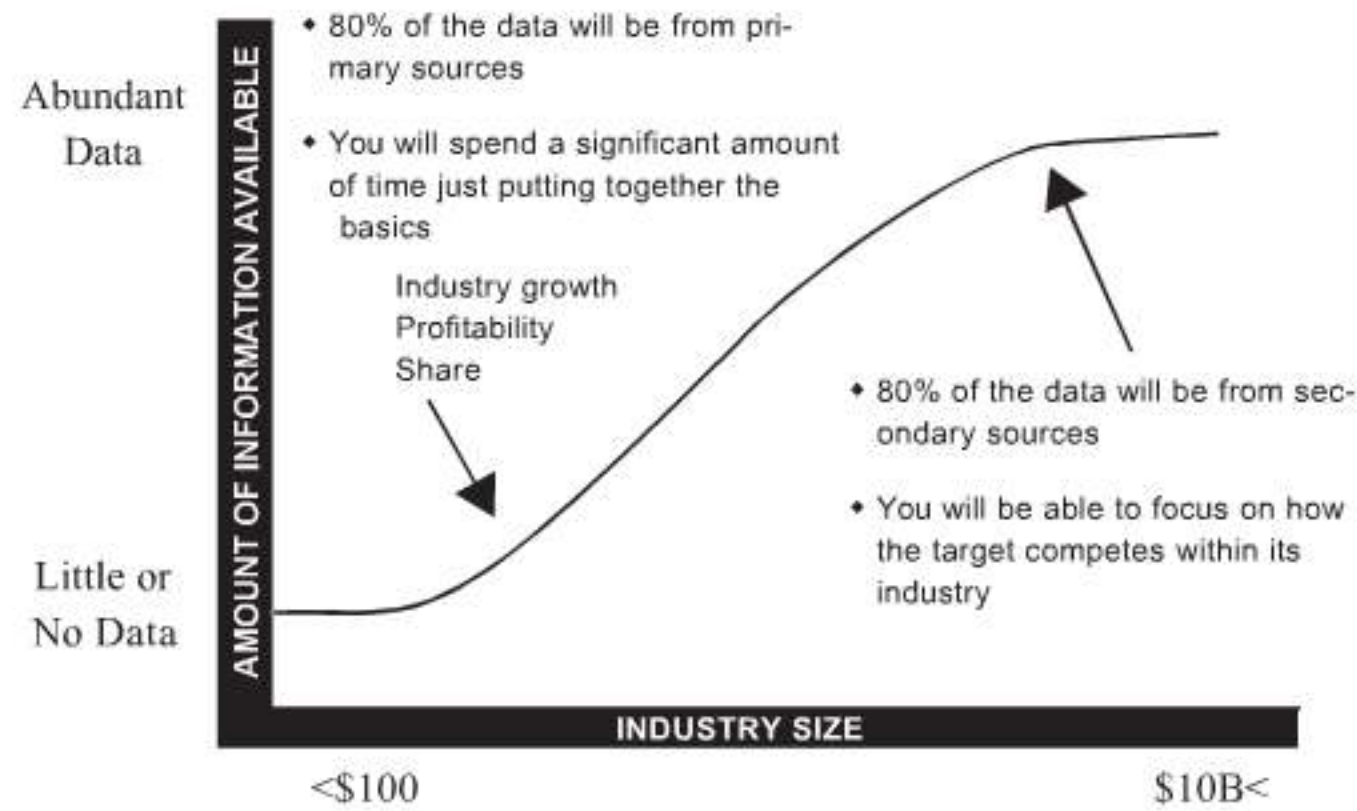 ◆ 80% of the data will be from pri-
mary sources
Abundant
Data
◆ You will spend a significant amount
of time just putting together the
basics
Industry growth
Profitability
Share
AMOUNT OF INFORMATION AVAILABLE
◆ 80% of the data will be from sec-
ondary sources
◆ You will be able to focus on how
the target competes within its
industry
Little or
No Data
INDUSTRY SIZE
<$100
$10B<